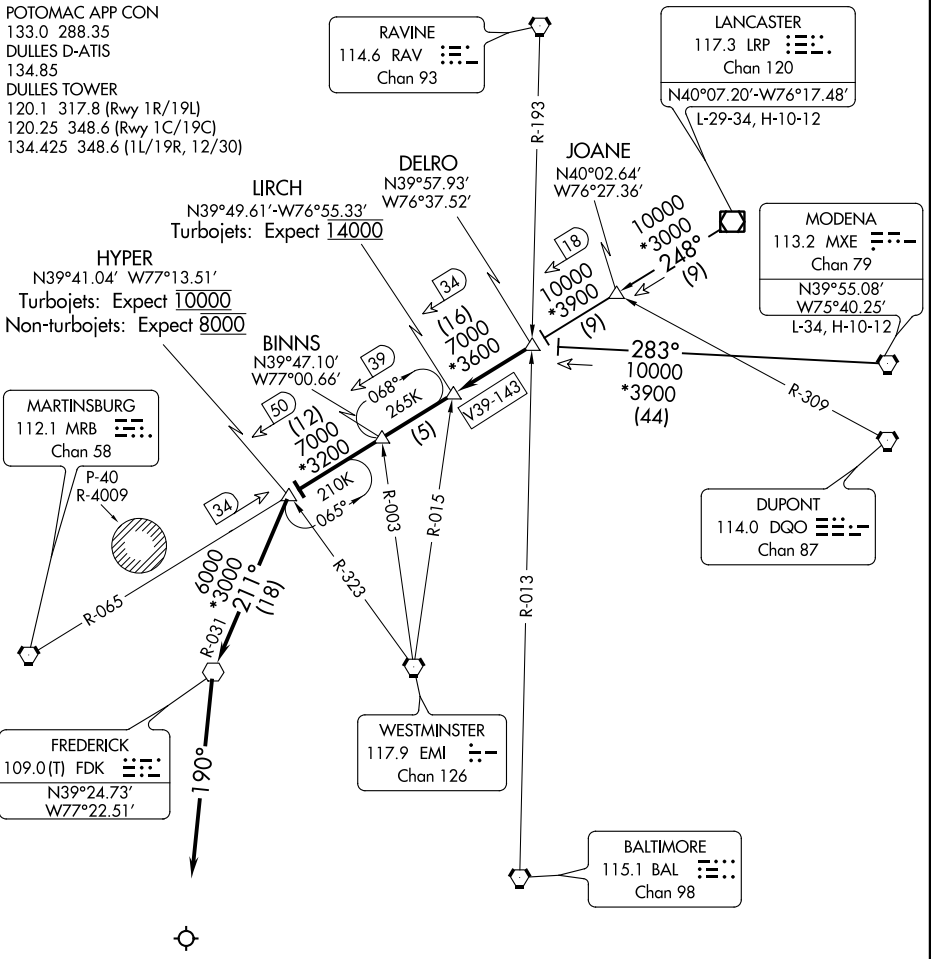 POTOMAC APP CON
133.0 288.35
DULLES D-ATIS
134.85
DULLES TOWER
120.1 317.8 (Rwy 1R/19L)
120.25 348.6 (Rwy 1C/19C)
134.425 348.6 (1L/19R, 12/30)
RAVINE
114.6 RAV
Chan 93
LANCASTER
117.3 LRP
Chan 120
N40°07.20'-W76°17.48'
L-29-34, H-10-12
R-193
JOANE
N40°02.64'
W76°27.36'
DELRO
N39°57.93'
W76°37.52'
LIRCH
N39°49.61'-W76°55.33'
Turbojets: Expect 14000
HYPER
N39°41.04' W77°13.51'
Turbojets: Expect 10000
Non-turbojets: Expect 8000
BINNS
N39°47.10'
W77°00.66'
10000
*3000
248°
(9)
MODENA
113.2 MXE
Chan 79
N39°55.08'
W75°40.25'
L-34, H-10-12
18
10000
*3900
(9)
34
(16)
7000
*3600
283°
10000
*3900
(44)
39
068°
265K
V39-143
(5)
R-309
50
(12)
7000
*3200
210K
065°
MARTINSBURG
112.1 MRB
Chan 58
P-40
R-4009
34
R-003
R-015
R-323
R-065
DUPONT
114.0 DQO
Chan 87
6000
*3000
211°
(18)
R-031
R-013
WESTMINSTER
117.9 EMI
Chan 126
FREDERICK
109.0(T) FDK
N39°24.73'
W77°22.51'
190°
BALTIMORE
115.1 BAL
Chan 98